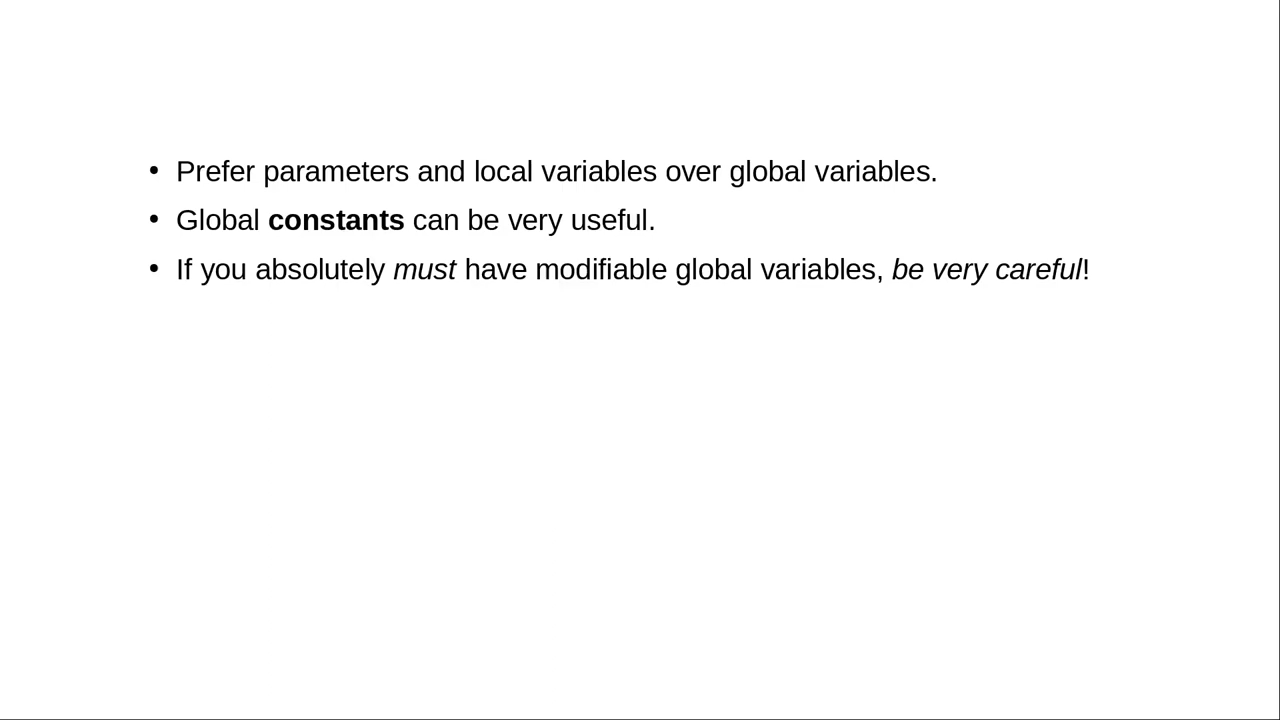 • Prefer parameters and local variables over global variables.
• Global constants can be very useful.
• If you absolutely must have modifiable global variables, be very careful!